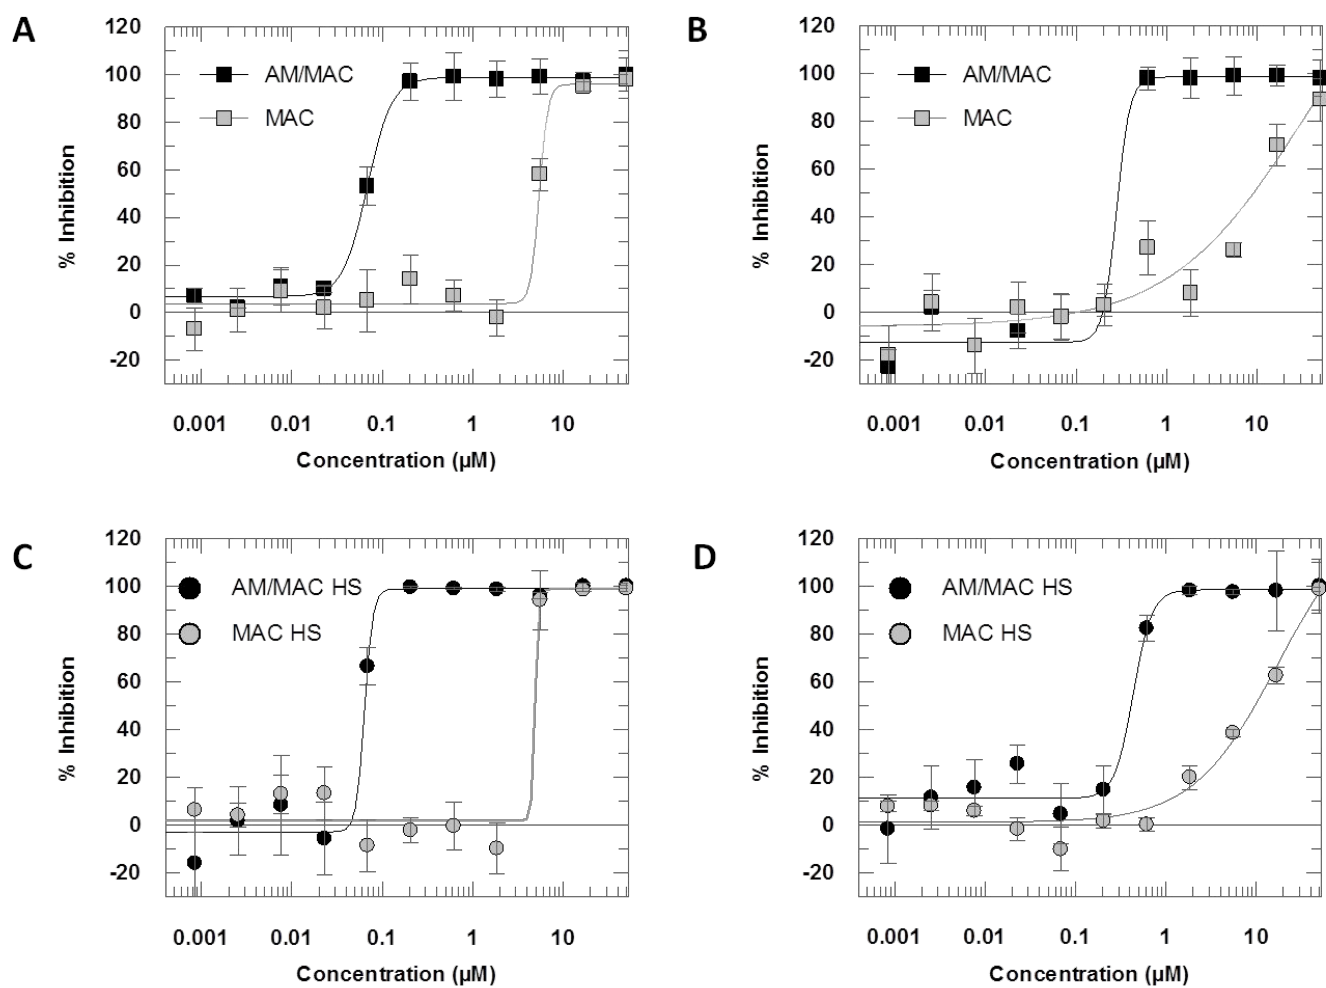 A
120
100
80
60
40
20
0
-20
% Inhibition
AM/MAC
MAC
0.001 0.01 0.1 1 10
Concentration (µM)
B
120
100
80
60
40
20
0
-20
% Inhibition
AM/MAC
MAC
0.001 0.01 0.1 1 10
Concentration (µM)
C
120
100
80
60
40
20
0
-20
% Inhibition
AM/MAC HS
MAC HS
0.001 0.01 0.1 1 10
Concentration (µM)
D
120
100
80
60
40
20
0
-20
% Inhibition
AM/MAC HS
MAC HS
0.001 0.01 0.1 1 10
Concentration (µM)